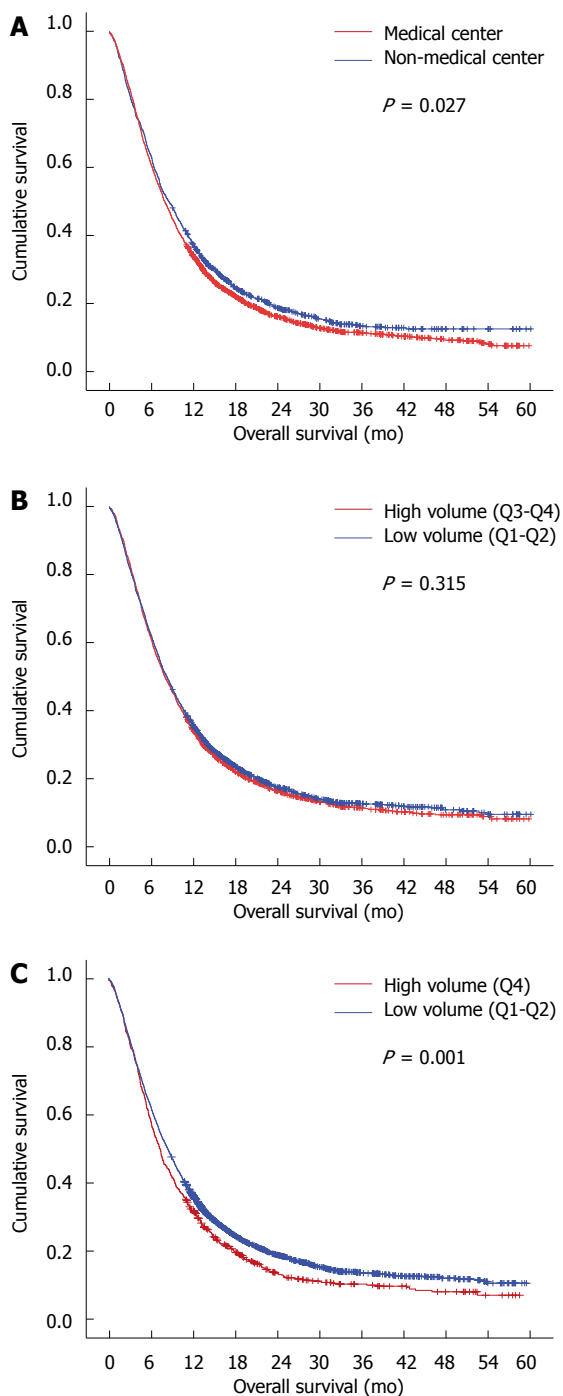 A
1.0
0.8
0.6
0.4
0.2
0.0
Cumulative survival
Medical center
Non-medical center
P = 0.027
0 6 12 18 24 30 36 42 48 54 60
Overall survival (mo)
B
1.0
0.8
0.6
0.4
0.2
0.0
Cumulative survival
High volume (Q3-Q4)
Low volume (Q1-Q2)
P = 0.315
0 6 12 18 24 30 36 42 48 54 60
Overall survival (mo)
C
1.0
0.8
0.6
0.4
0.2
0.0
Cumulative survival
High volume (Q4)
Low volume (Q1-Q2)
P = 0.001
0 6 12 18 24 30 36 42 48 54 60
Overall survival (mo)